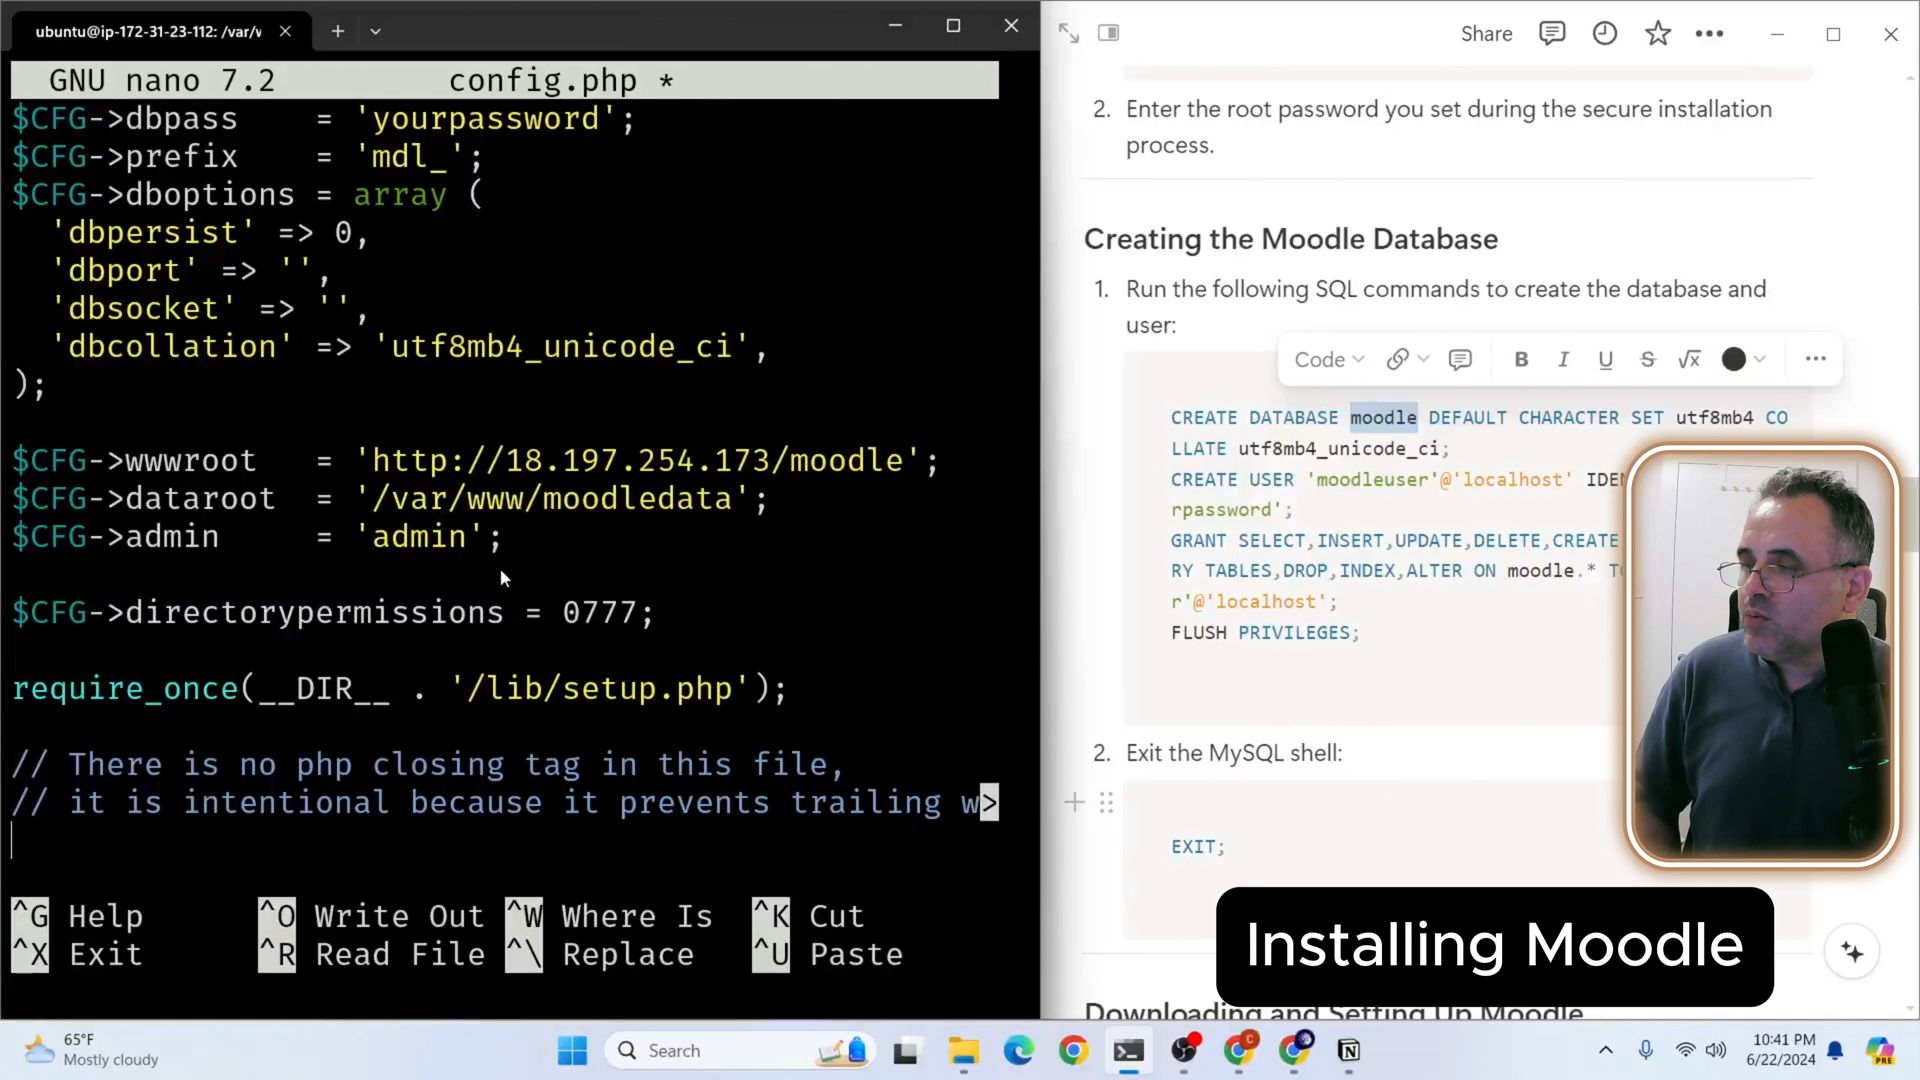 ubuntu@ip-172-31-23-112: /var/v
GNU nano 7.2 config.php *
$CFG->dbpass = 'yourpassword';
$CFG->prefix = 'mdl_';
$CFG->dboptions = array (
'dbpersist' => 0,
'dbport' => '',
'dbsocket' => '',
'dbcollation' => 'utf8mb4_unicode_ci',
);
$CFG->wwwroot = 'http://18.197.254.173/moodle';
$CFG->dataroot = '/var/www/moodledata';
$CFG->admin = 'admin';
$CFG->directorypermissions = 0777;
require_once(__DIR__ . '/lib/setup.php');
// There is no php closing tag in this file,
// it is intentional because it prevents trailing w>
^G Help ^O Write Out ^W Where Is ^K Cut
^X Exit ^R Read File ^\ Replace ^U Paste
Share
2. Enter the root password you set during the secure installation
process.
Creating the Moodle Database
1. Run the following SQL commands to create the database and
user:
Code B I U S √x
CREATE DATABASE moodle DEFAULT CHARACTER SET utf8mb4 CO
LLATE utf8mb4_unicode_ci;
CREATE USER 'moodleuser'@'localhost' IDEN
rpassword';
GRANT SELECT,INSERT,UPDATE,DELETE,CREATE
RY TABLES,DROP,INDEX,ALTER ON moodle.* TO
r'@'localhost';
FLUSH PRIVILEGES;
2. Exit the MySQL shell:
EXIT;
Installing Moodle
Downloading and Setting Up Moodle
65°F
Mostly cloudy
Search
10:41 PM
6/22/2024
PRE